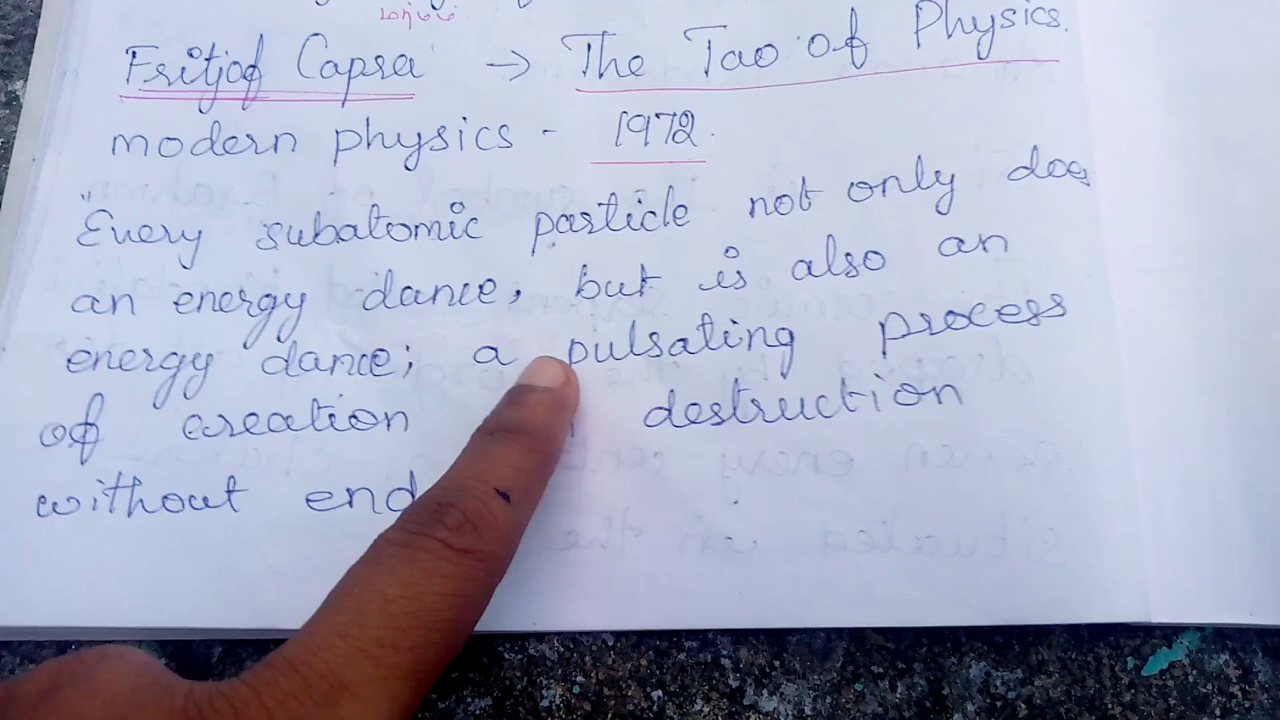 Fritjof Capra → The Tao of Physics.
modern physics - 1972.
"Every subatomic particle not only does
an energy dance, but is also an
energy dance; a pulsating process
of creation destruction
without end